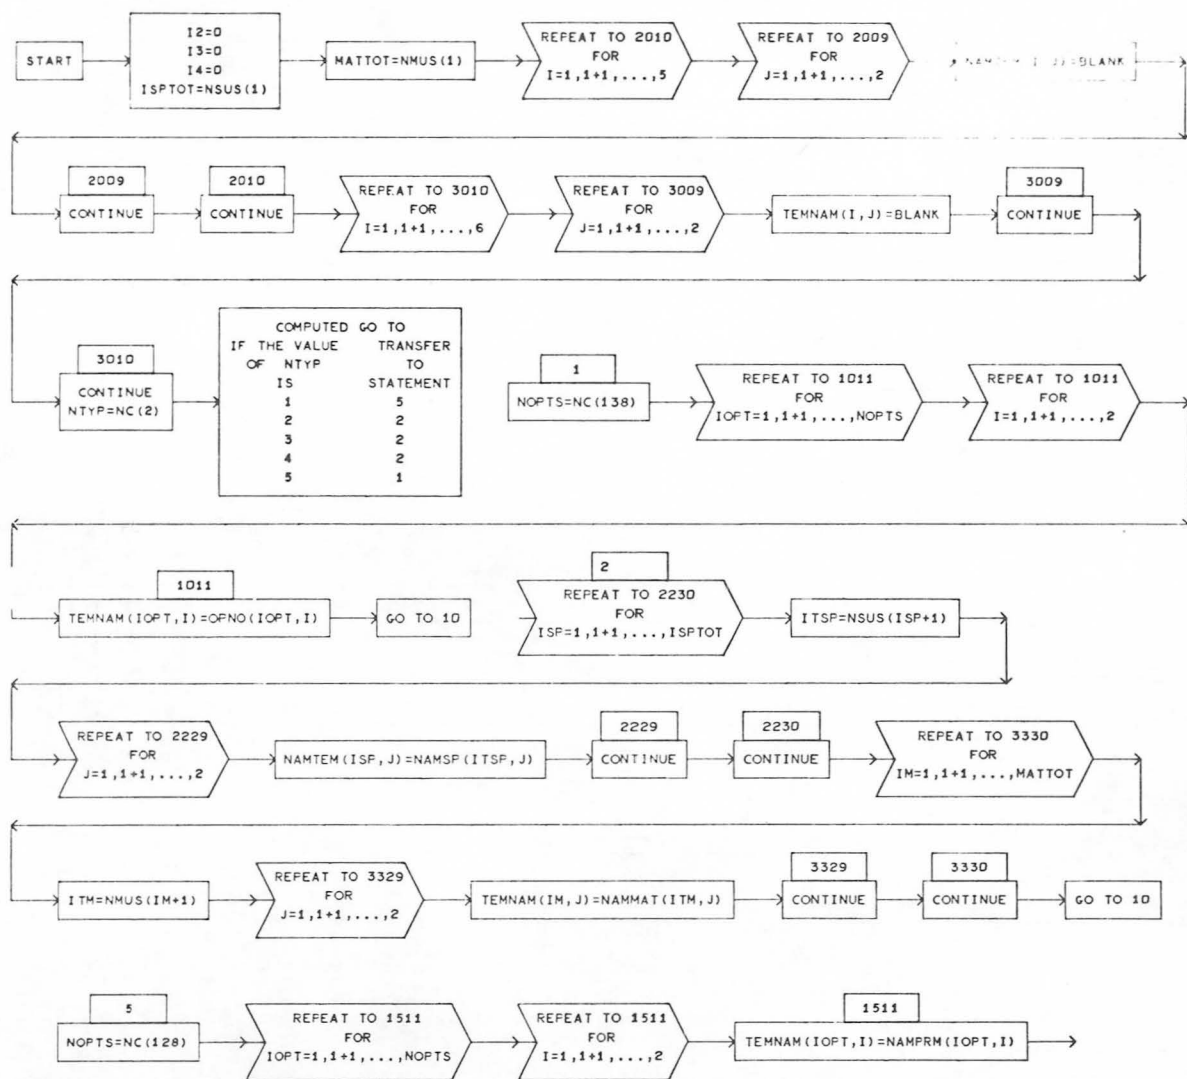 START
I2=0
I3=0
I4=0
ISPTOT=NSUS(1)
MATTOT=NMUS(1)
REPEAT TO 2010
FOR
I=1,1+1,...,5
REPEAT TO 2009
FOR
J=1,1+1,...,2
NAMTEM(I,J)=BLANK
2009
CONTINUE
2010
CONTINUE
REPEAT TO 3010
FOR
I=1,1+1,...,6
REPEAT TO 3009
FOR
J=1,1+1,...,2
TEMNAM(I,J)=BLANK
3009
CONTINUE
3010
CONTINUE
NTYP=NC(2)
COMPUTED GO TO
IF THE VALUE TRANSFER
OF NTYP TO
IS STATEMENT
1 5
2 2
3 2
4 2
5 1
1
NOPTS=NC(138)
REPEAT TO 1011
FOR
IOPT=1,1+1,...,NOPTS
REPEAT TO 1011
FOR
I=1,1+1,...,2
1011
TEMNAM(IOPT,I)=OPNO(IOPT,I)
GO TO 10
2
REPEAT TO 2230
FOR
ISP=1,1+1,...,ISPTOT
ITSP=NSUS(ISP+1)
REPEAT TO 2229
FOR
J=1,1+1,...,2
NAMTEM(ISP,J)=NAMSP(ITSP,J)
2229
CONTINUE
2230
CONTINUE
REPEAT TO 3330
FOR
IM=1,1+1,...,MATTOT
ITM=NMUS(IM+1)
REPEAT TO 3329
FOR
J=1,1+1,...,2
TEMNAM(IM,J)=NAMMAT(ITM,J)
3329
CONTINUE
3330
CONTINUE
GO TO 10
5
NOPTS=NC(128)
REPEAT TO 1511
FOR
IOPT=1,1+1,...,NOPTS
REPEAT TO 1511
FOR
I=1,1+1,...,2
1511
TEMNAM(IOPT,I)=NAMPRM(IOPT,I)